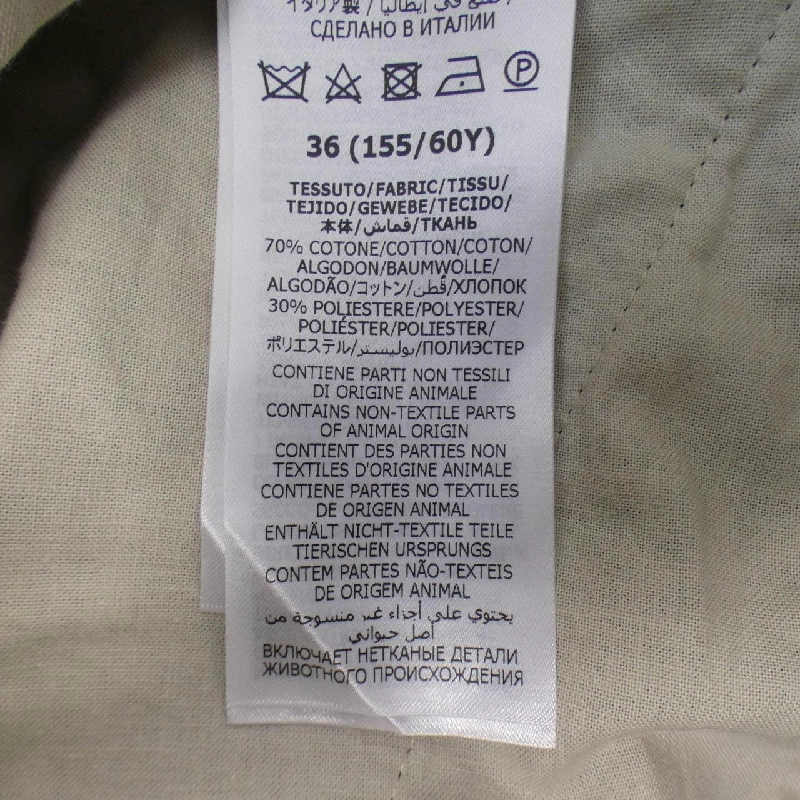 イタリア製 / صنع في إيطاليا /
СДЕЛАНО В ИТАЛИИ
P
36 (155/60Y)
TESSUTO/FABRIC/TISSU/
TEJIDO/GEWEBE/TECIDO/
本体/قماش/ТКАНЬ
70% COTONE/COTTON/COTON/
ALGODON/BAUMWOLLE/
ALGODÃO/コットン/قطن/ХЛОПОК
30% POLIESTERE/POLYESTER/
POLIÉSTER/POLIESTER/
ポリエステル/بوليستر/ПОЛИЭСТЕР
CONTIENE PARTI NON TESSILI
DI ORIGINE ANIMALE
CONTAINS NON-TEXTILE PARTS
OF ANIMAL ORIGIN
CONTIENT DES PARTIES NON
TEXTILES D'ORIGINE ANIMALE
CONTIENE PARTES NO TEXTILES
DE ORIGEN ANIMAL
ENTHÄLT NICHT-TEXTILE TEILE
TIERISCHEN URSPRUNGS
CONTEM PARTES NÃO-TEXTEIS
DE ORIGEM ANIMAL
يحتوي على أجزاء غير منسوجة من
أصل حيواني
ВКЛЮЧАЕТ НЕТКАНЫЕ ДЕТАЛИ
ЖИВОТНОГО ПРОИСХОЖДЕНИЯ